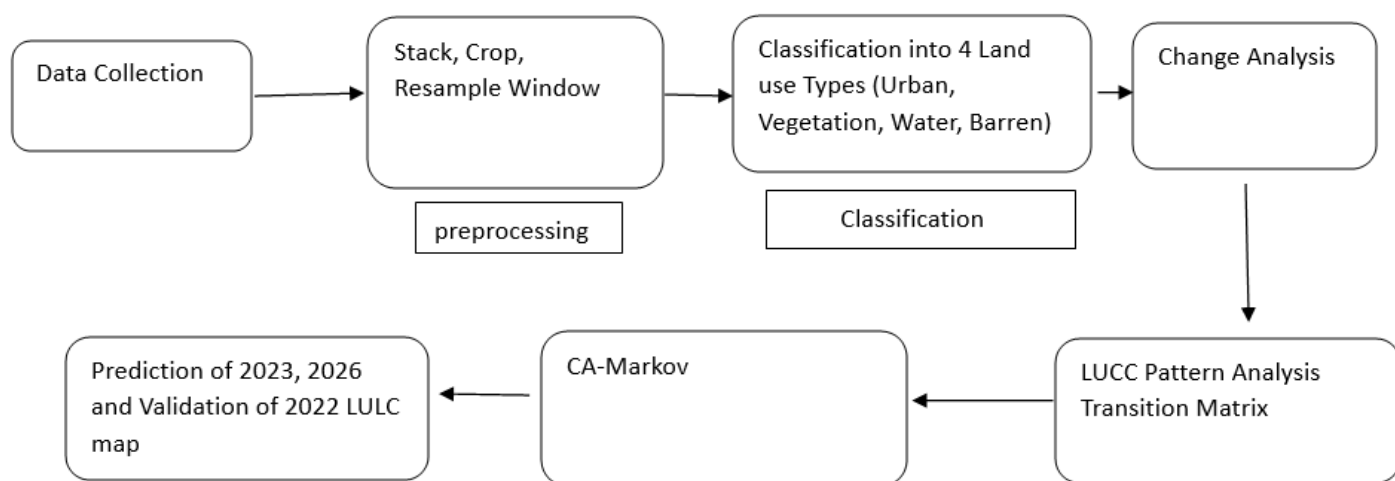 Data Collection
Stack, Crop,
Resample Window
preprocessing
Classification into 4 Land
use Types (Urban,
Vegetation, Water, Barren)
Classification
Change Analysis
LUCC Pattern Analysis
Transition Matrix
CA-Markov
Prediction of 2023, 2026
and Validation of 2022 LULC
map